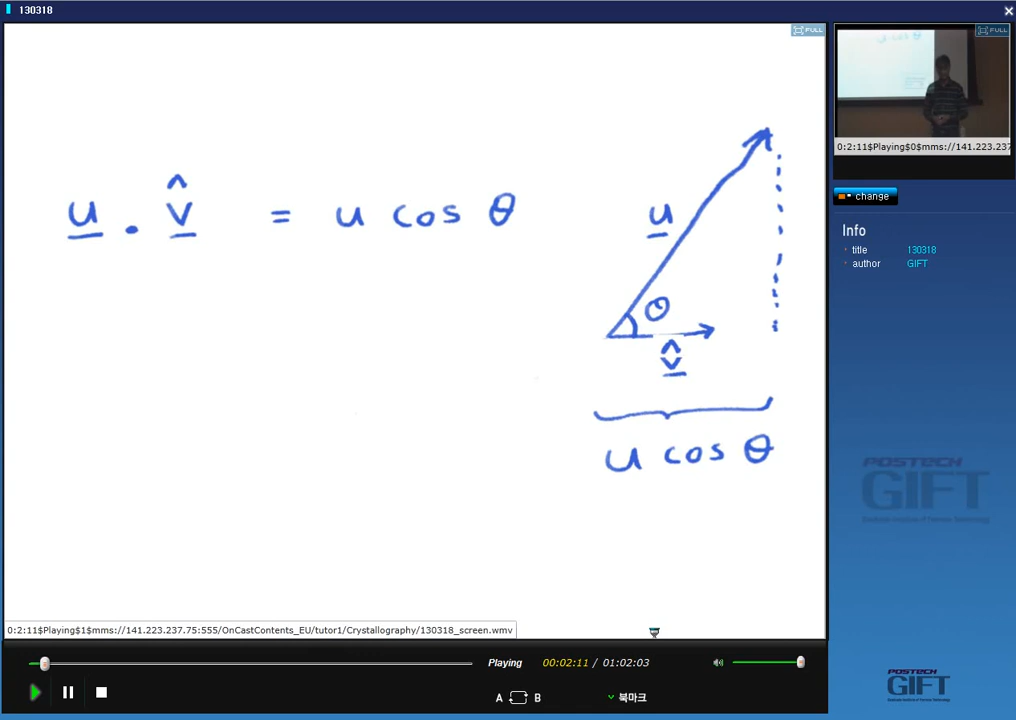 130318
FULL
u . v̂ = u cos θ
u
θ
v̂
u cos θ
0:2:11$Playing$1$mms://141.223.237.75:555/OnCastContents_EU/tutor1/Crystallography/130318_screen.wmv
Playing 00:02:11 / 01:02:03
A B 북마크
FULL
0:2:11$Playing$0$mms://141.223.237
change
Info
title 130318
author GIFT
POSTECH
GIFT
POSTECH
GIFT